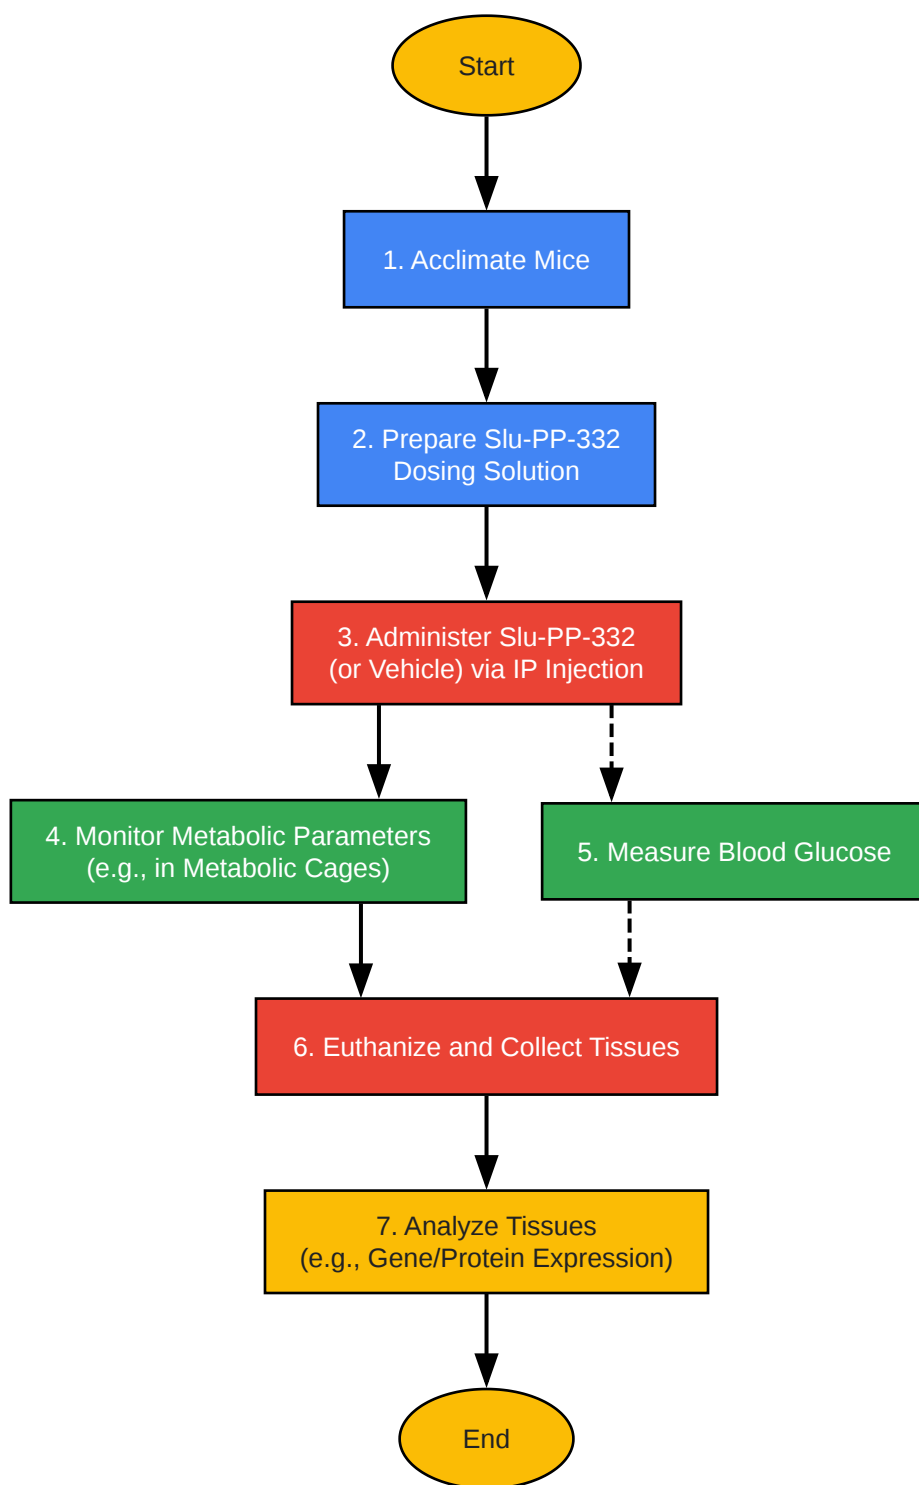 Start
1. Acclimate Mice
2. Prepare Slu-PP-332
Dosing Solution
3. Administer Slu-PP-332
(or Vehicle) via IP Injection
4. Monitor Metabolic Parameters
(e.g., in Metabolic Cages)
5. Measure Blood Glucose
6. Euthanize and Collect Tissues
7. Analyze Tissues
(e.g., Gene/Protein Expression)
End